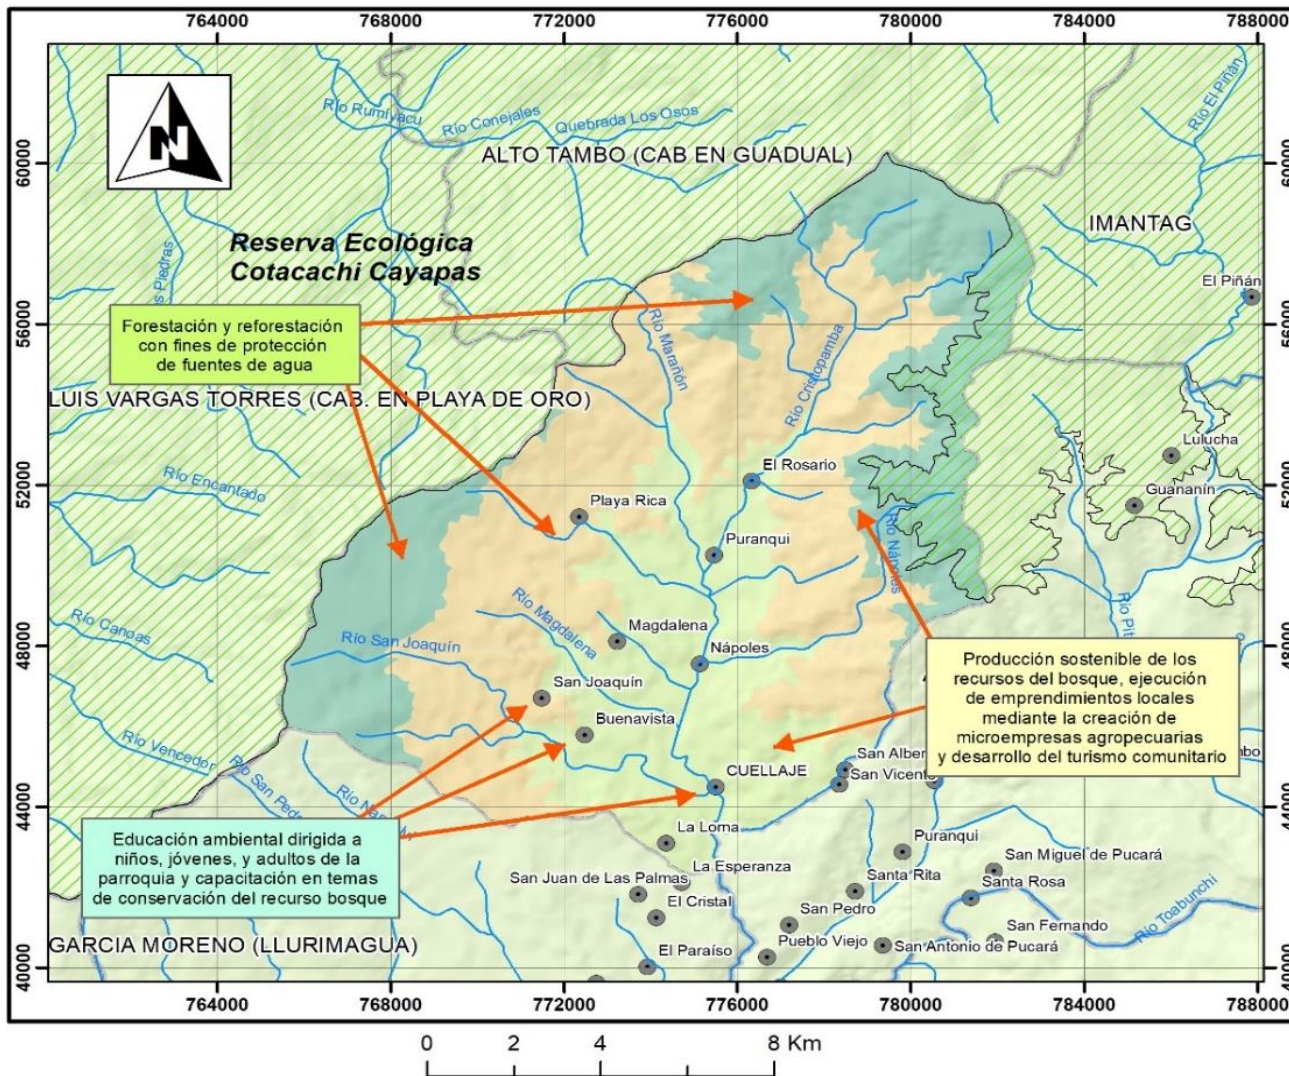 764000 768000 772000 776000 780000 784000 788000
N
Río Rumiyacu
Río Conejales
Quebrada Los Osos
Río El Piñán
ALTO TAMBO (CAB EN GUADUAL)
60000
60000
IMANTAG
Reserva Ecológica
Cotacachi Cayapas
Piedras
El Piñán
Forestación y reforestación
con fines de protección
de fuentes de agua
56000
56000
Río Marañón
Río Cristopamba
LUIS VARGAS TORRES (CAB. EN PLAYA DE ORO)
Lulucha
El Rosario
Río Encantado
52000
52000
Playa Rica
Guananín
Puranqui
Río Nápoles
Río Canoas
Río San Joaquín
Río Magdalena
Magdalena
Río Pit
48000
48000
Nápoles
San Joaquín
Buenavista
Producción sostenible de los
recursos del bosque, ejecución
de emprendimientos locales
mediante la creación de
microempresas agropecuarias
y desarrollo del turismo comunitario
Río Vencedor
Río San Pedr
CUELLAJE
San Alber
San Vicente
44000
44000
Educación ambiental dirigida a
niños, jóvenes, y adultos de la
parroquia y capacitación en temas
de conservación del recurso bosque
La Loma
Puranqui
San Miguel de Pucará
La Esperanza
San Juan de Las Palmas
Santa Rita
Santa Rosa
El Cristal
San Pedro
San Fernando
Río Toabunchi
GARCIA MORENO (LLURIMAGUA)
El Paraíso
Pueblo Viejo
San Antonio de Pucará
40000
40000
764000 768000 772000 776000 780000 784000 788000
0 2 4 8 Km